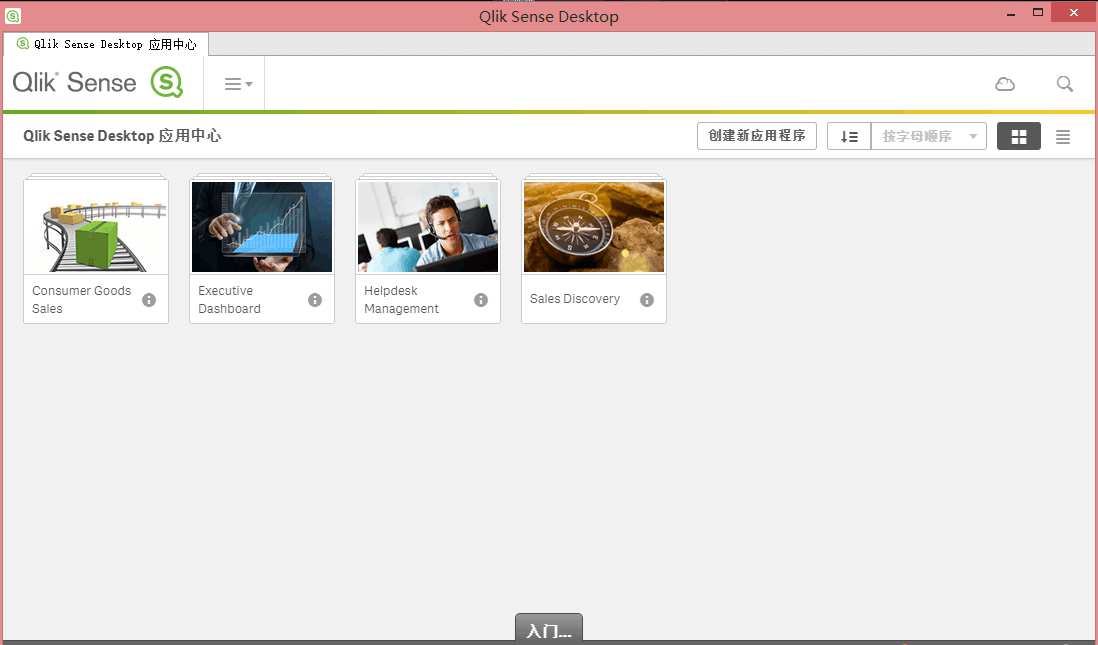 Qlik Sense Desktop
Qlik Sense Desktop 应用中心
Qlik Sense
Qlik Sense Desktop 应用中心
创建新应用程序
按字母顺序
Consumer Goods
Sales
Executive
Dashboard
Helpdesk
Management
Sales Discovery
入门...